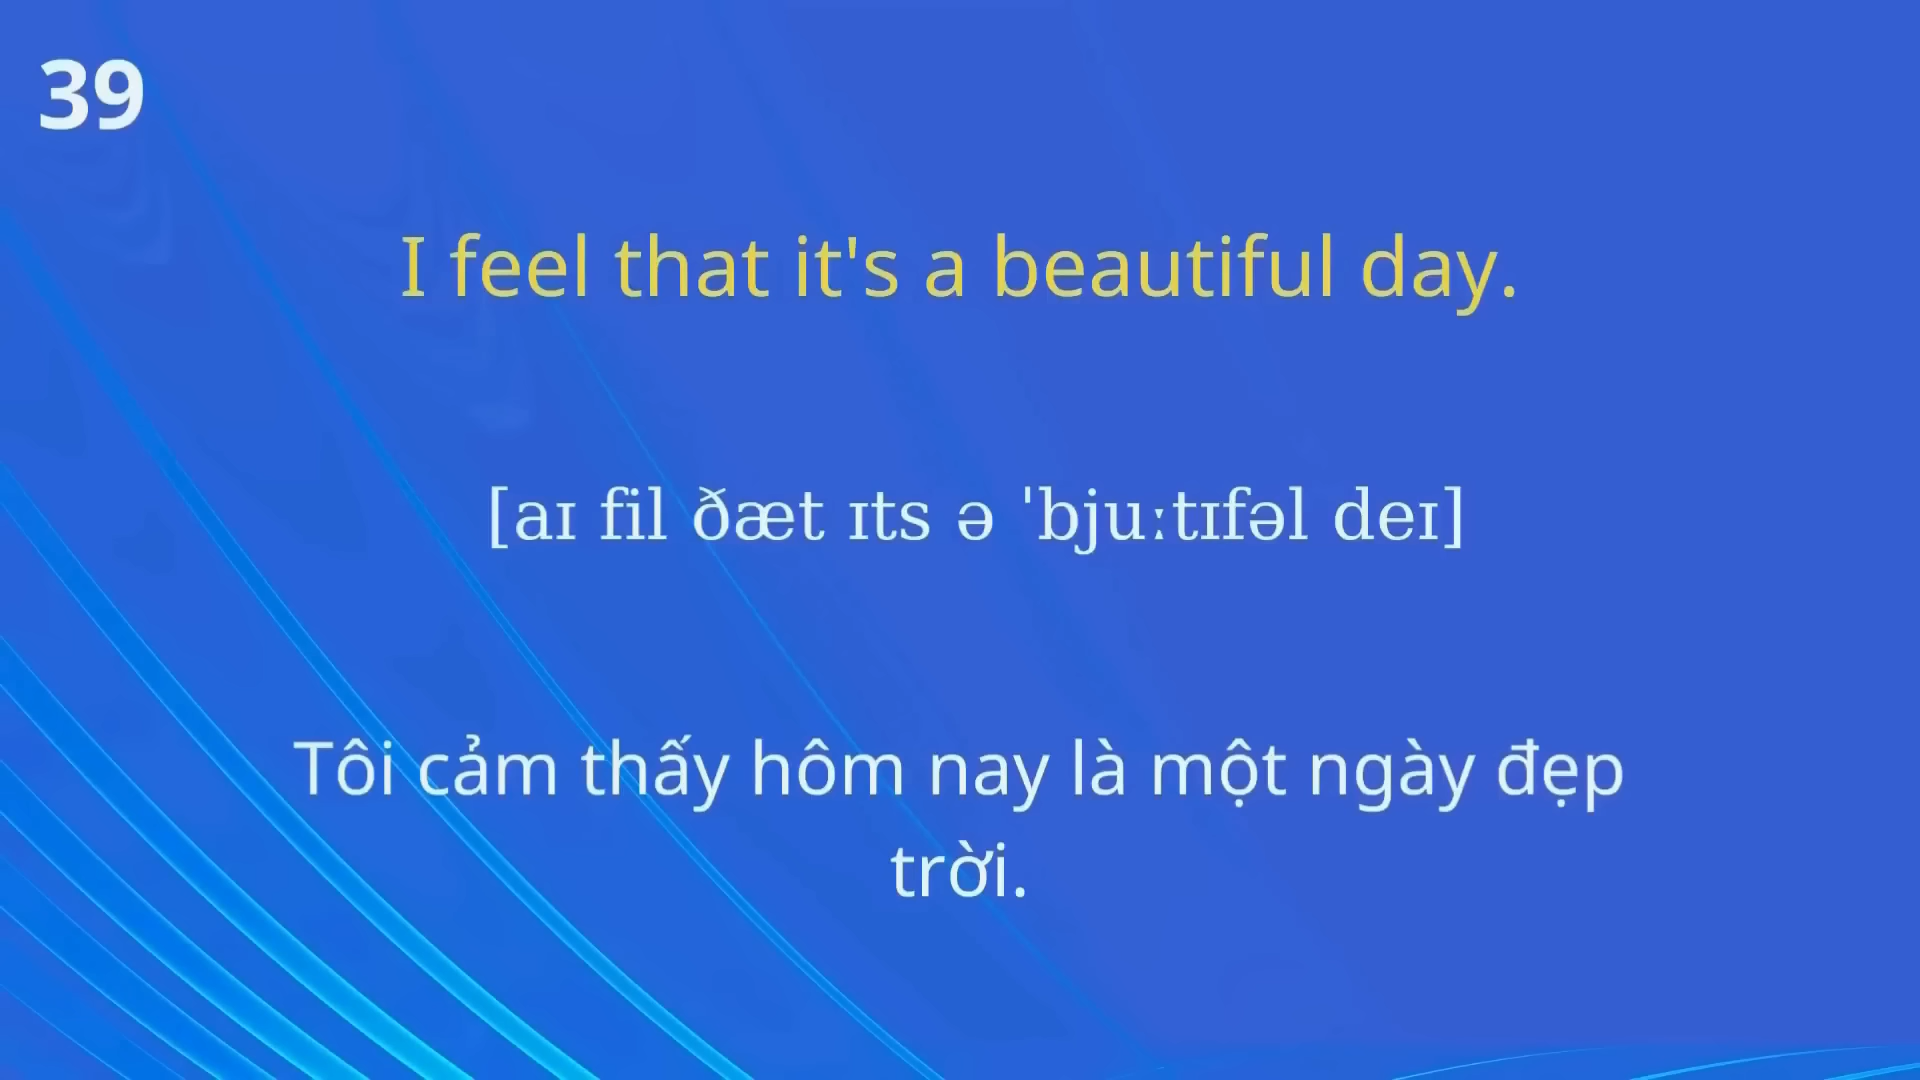 39
I feel that it's a beautiful day.
[aɪ fil ðæt ɪts ə ˈbjuːtɪfəl deɪ]
Tôi cảm thấy hôm nay là một ngày đẹp
trời.